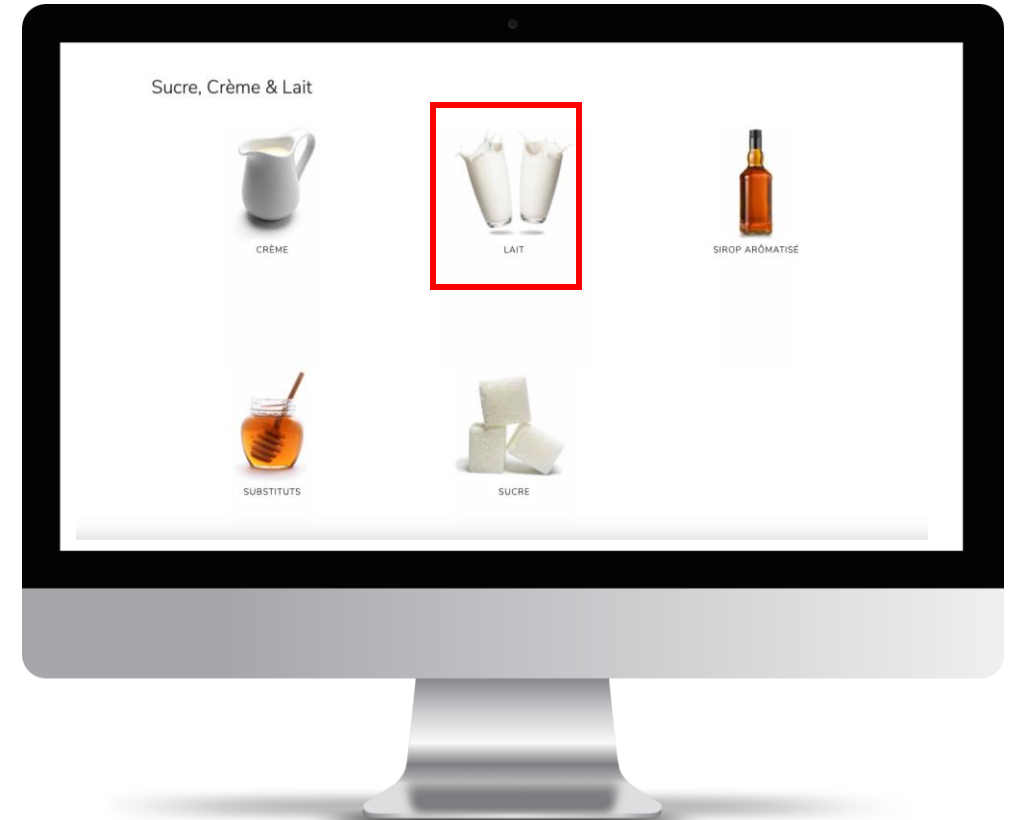 Sucre, Crème & Lait
CRÈME
LAIT
SIROP ARÔMATISÉ
SUBSTITUTS
SUCRE